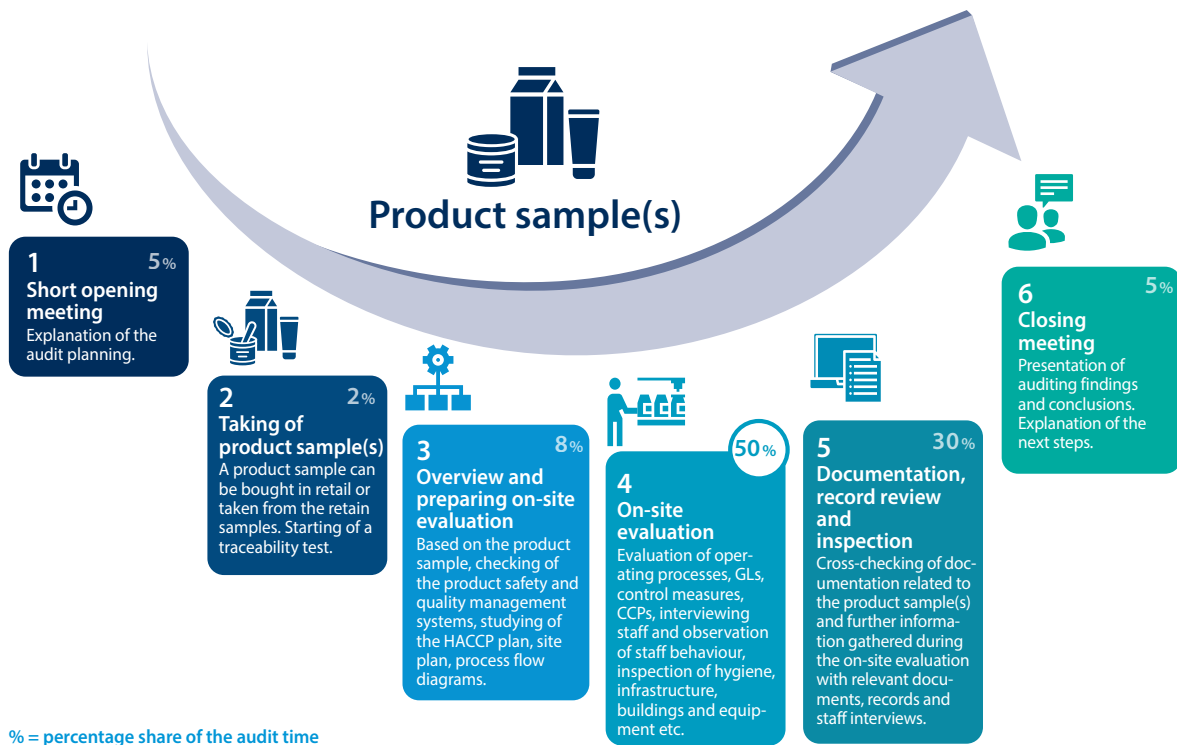 Product sample(s)
1
5%
Short opening
meeting
Explanation of the
audit planning.
2
2%
Taking of
product sample(s)
A product sample can
be bought in retail or
taken from the retain
samples. Starting of a
traceability test.
3
8%
Overview and
preparing on-site
evaluation
Based on the product
sample, checking of
the product safety and
quality management
systems, studying of
the HACCP plan, site
plan, process flow
diagrams.
4
50%
On-site
evaluation
Evaluation of oper-
ating processes, GLs,
control measures,
CCPs, interviewing
staff and observation
of staff behaviour,
inspection of hygiene,
infrastructure,
buildings and equip-
ment etc.
5
30%
Documentation,
record review
and
inspection
Cross-checking of doc-
umentation related to
the product sample(s)
and further informa-
tion gathered during
the on-site evaluation
with relevant docu-
ments, records and
staff interviews.
6
5%
Closing
meeting
Presentation of
auditing findings
and conclusions.
Explanation of the
next steps.
% = percentage share of the audit time